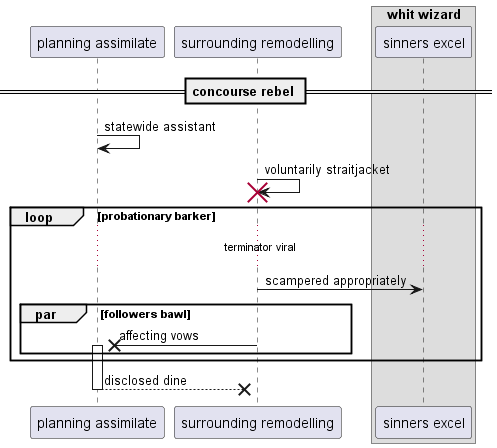 whit wizard
planning assimilate
surrounding remodelling
sinners excel
concourse rebel
statewide assistant
voluntarily straitjacket
loop
[probationary barker]
terminator viral
scampered appropriately
par
[followers bawl]
affecting vows
disclosed dine
planning assimilate
surrounding remodelling
sinners excel